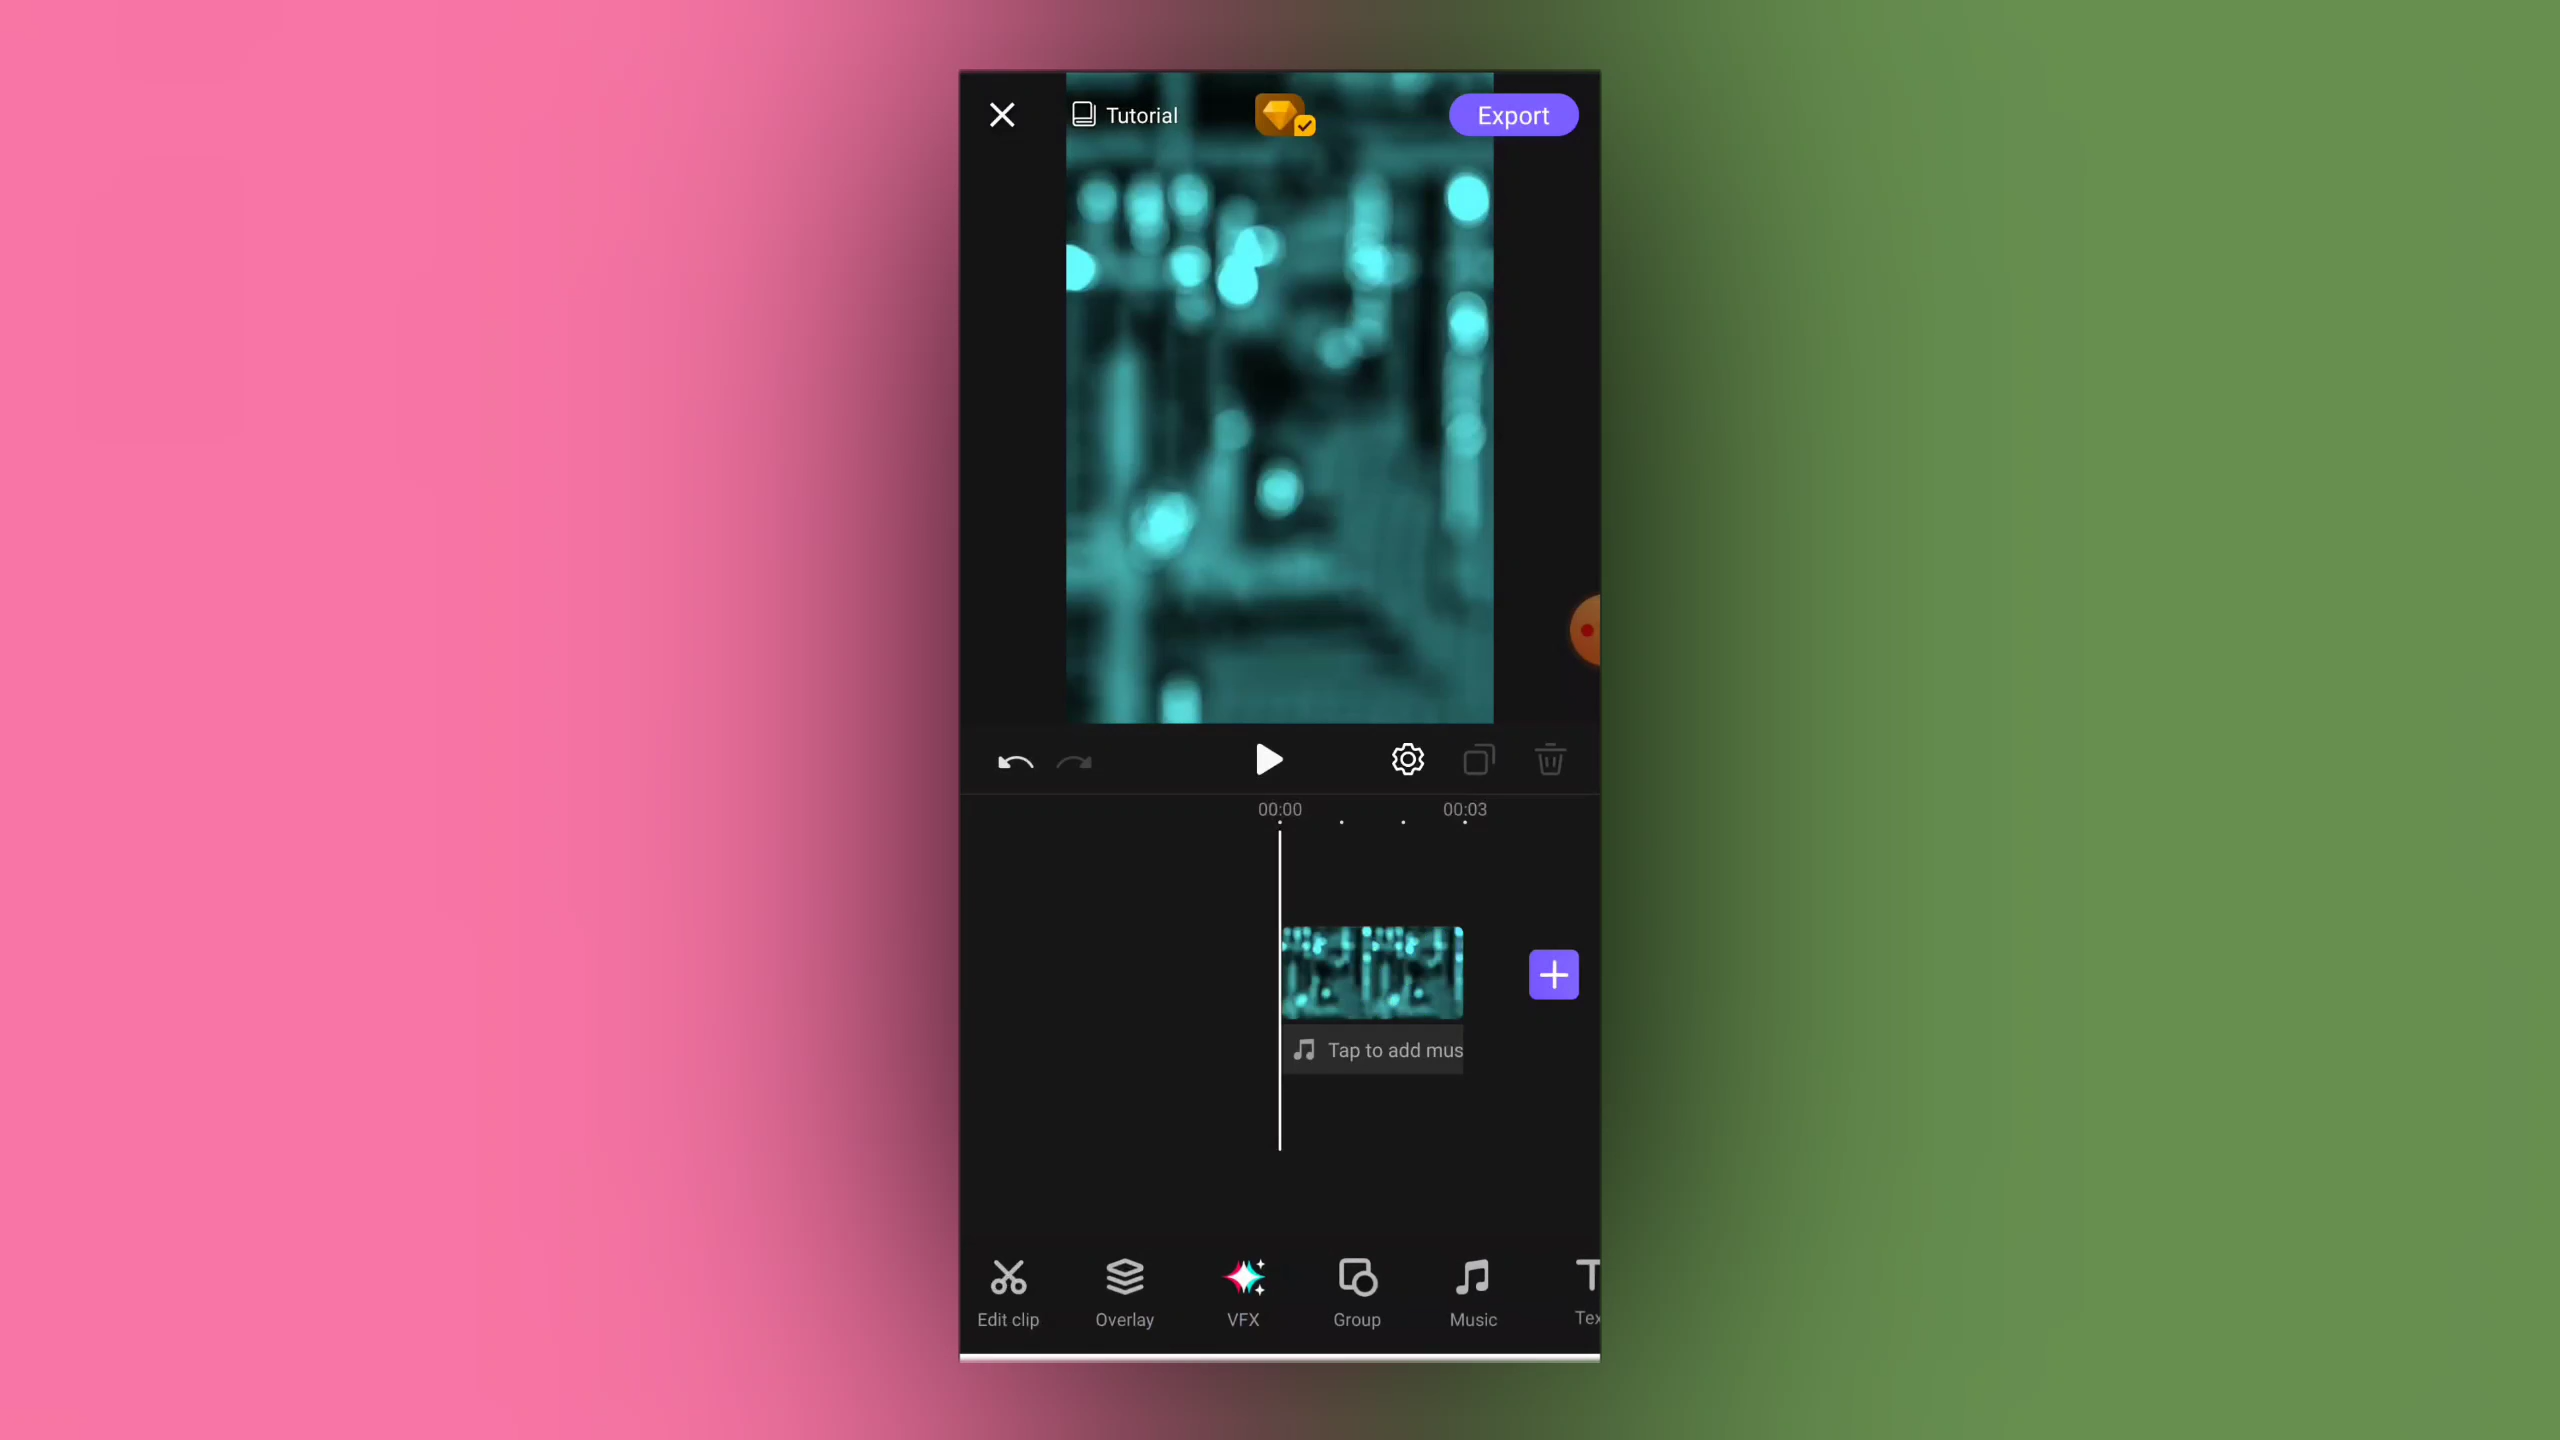 Tutorial
Export
00:00 00:03
Tap to add mus
Edit clip Overlay VFX Group Music Tex